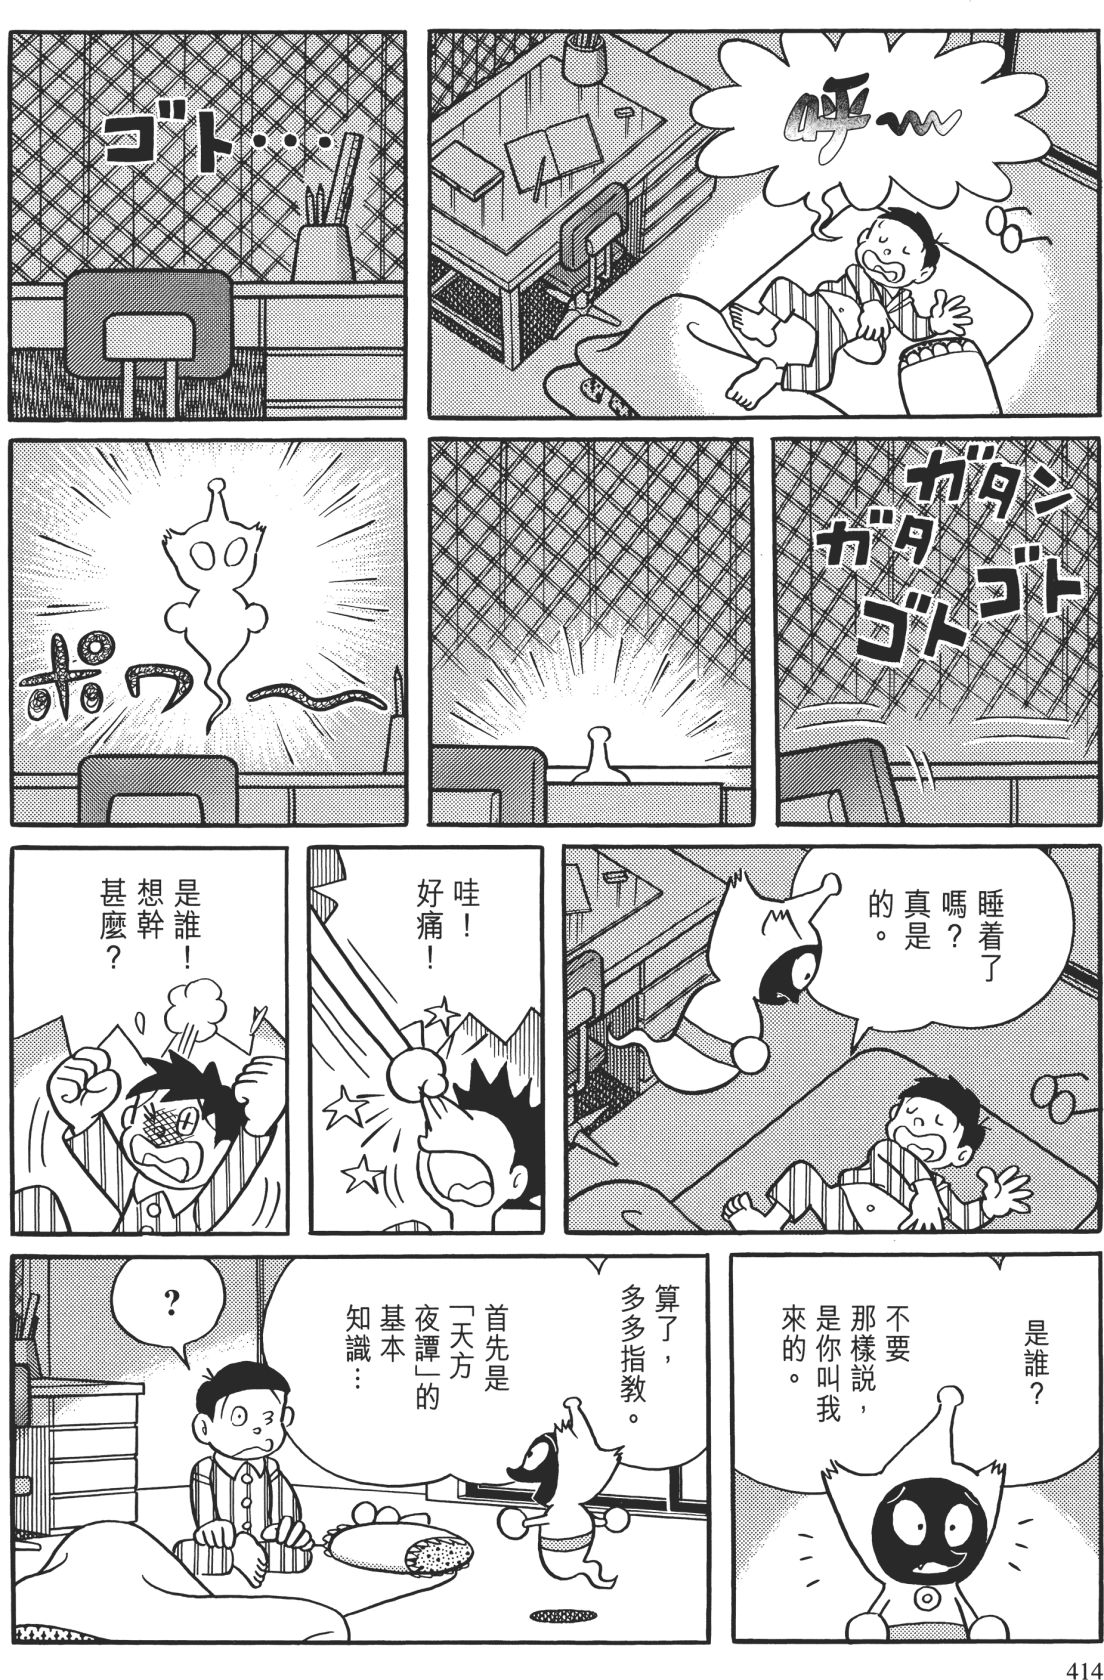 呼
ゴト・・・
ガタン
ガタ
ゴト
ゴト
ポワ～
睡着了
嗎？
真是
的。
哇！
好痛！
是誰！
想幹
甚麼？
是誰？
不要
那樣說，
是你叫我
來的。
算了，
多多指教。
首先是
「天方
夜譚」的
基本
知識…
？
414